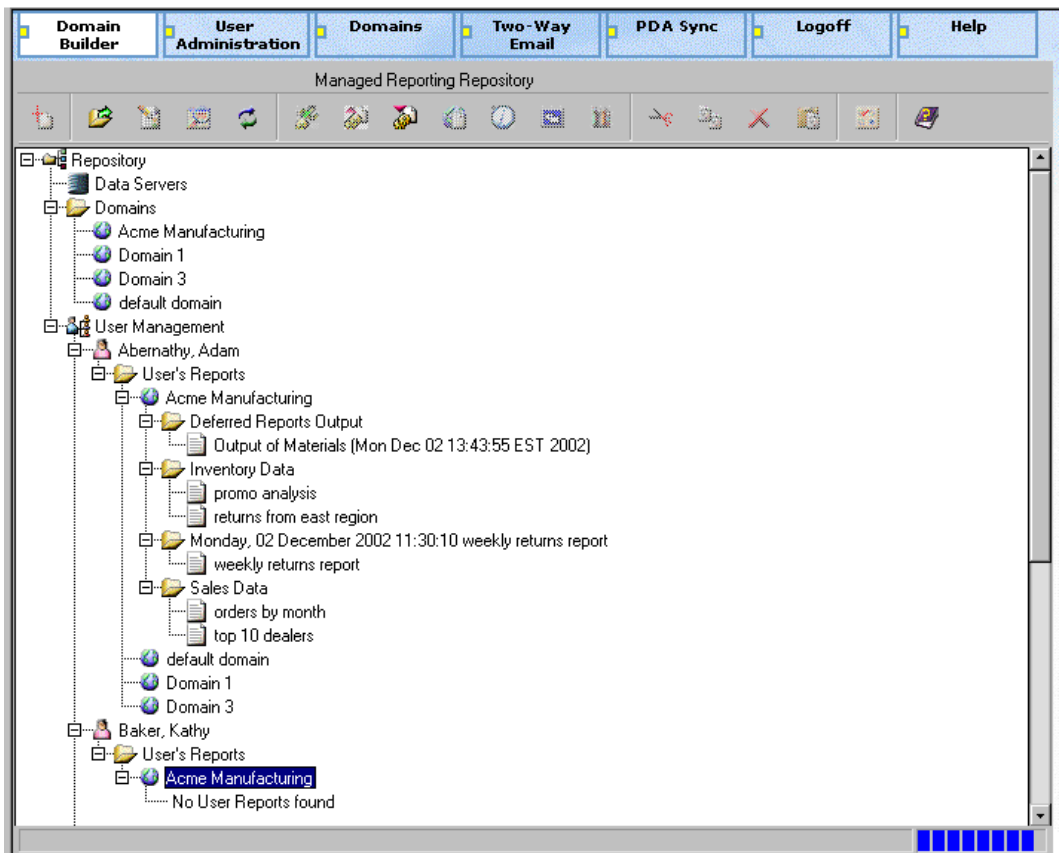 Domain Builder
User Administration
Domains
Two-Way Email
PDA Sync
Logoff
Help
Managed Reporting Repository
Repository
Data Servers
Domains
Acme Manufacturing
Domain 1
Domain 3
default domain
User Management
Abernathy, Adam
User's Reports
Acme Manufacturing
Deferred Reports Output
Output of Materials (Mon Dec 02 13:43:55 EST 2002)
Inventory Data
promo analysis
returns from east region
Monday, 02 December 2002 11:30:10 weekly returns report
weekly returns report
Sales Data
orders by month
top 10 dealers
default domain
Domain 1
Domain 3
Baker, Kathy
User's Reports
Acme Manufacturing
No User Reports found